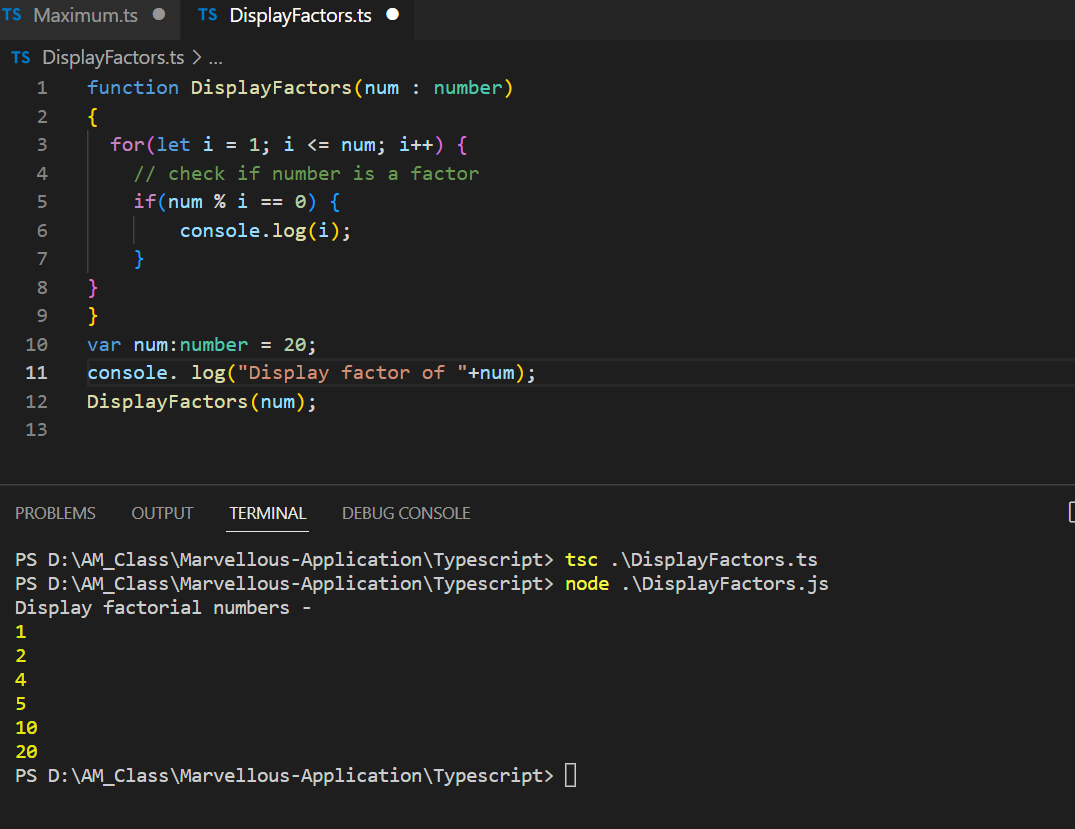 TS Maximum.ts ● TS DisplayFactors.ts ●
TS DisplayFactors.ts > ...
1 function DisplayFactors(num : number)
2 {
3 for(let i = 1; i <= num; i++) {
4 // check if number is a factor
5 if(num % i == 0) {
6 console.log(i);
7 }
8 }
9 }
10 var num:number = 20;
11 console. log("Display factor of "+num);
12 DisplayFactors(num);
13
PROBLEMS OUTPUT TERMINAL DEBUG CONSOLE
PS D:\AM_Class\Marvellous-Application\Typescript> tsc .\DisplayFactors.ts
PS D:\AM_Class\Marvellous-Application\Typescript> node .\DisplayFactors.js
Display factorial numbers -
1
2
4
5
10
20
PS D:\AM_Class\Marvellous-Application\Typescript>